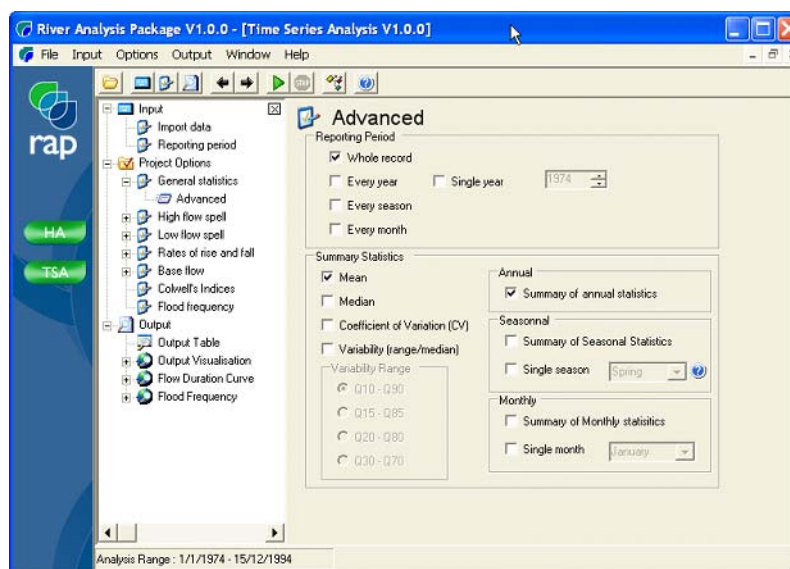 River Analysis Package V1.0.0 - [Time Series Analysis V1.0.0]
File Input Options Output Window Help
rap
HA
TSA
Input
Import data
Reporting period
Project Options
General statistics
Advanced
High flow spell
Low flow spell
Rates of rise and fall
Base flow
Colwell's Indices
Flood frequency
Output
Output Table
Output Visualisation
Flow Duration Curve
Flood Frequency
Advanced
Reporting Period
Whole record
Every year Single year 1974
Every season
Every month
Summary Statistics
Mean
Median
Coefficient of Variation (CV)
Variability (range/median)
Variability Range
Q10 - Q90
Q15 - Q85
Q20 - Q80
Q30 - Q70
Annual
Summary of annual statistics
Seasonnal
Summary of Seasonal Statistics
Single season Spring
Monthly
Summary of Monthly statisitics
Single month January
Analysis Range : 1/1/1974 - 15/12/1994